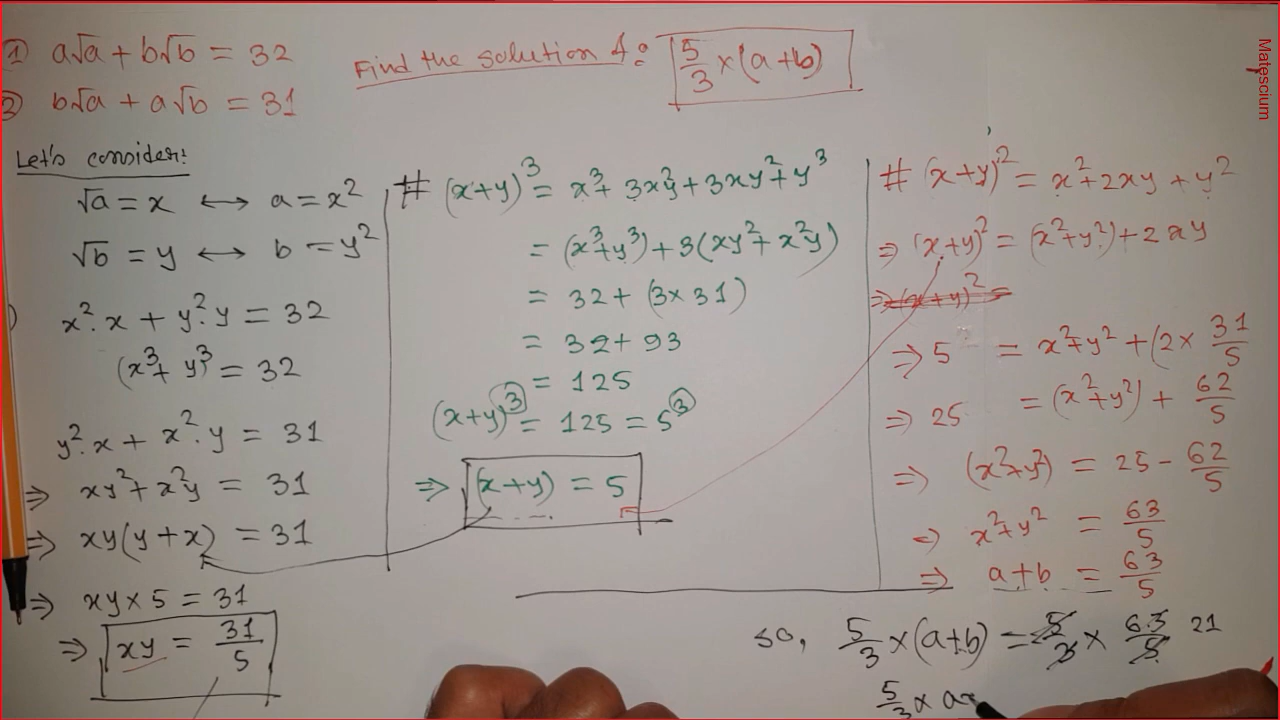 ① a√a + b√b = 32
② b√a + a√b = 31
Find the solution of: 5/3 × (a+b)
Matescium
Let's consider:
√a = x ⟷ a = x²
√b = y ⟷ b = y²
x².x + y².y = 32
(x³ + y³ = 32
y².x + x².y = 31
⇒ xy² + x²y = 31
⇒ xy(y+x) = 31
⇒ xy × 5 = 31
⇒ xy = 31/5
# (x+y)³ = x³ + 3x²y + 3xy² + y³
= (x³+y³) + 3(xy² + x²y)
= 32 + (3×31)
= 32 + 93
= 125
(x+y)³ = 125 = 5³
⇒ (x+y) = 5
# (x+y)² = x² + 2xy + y²
⇒ (x+y)² = (x²+y²) + 2xy
⇒ (x+y)² =
⇒ 5 = x²+y² + (2× 31/5
⇒ 25 = (x²+y²) + 62/5
⇒ (x²+y²) = 25 - 62/5
⇒ x²+y² = 63/5
⇒ a+b = 63/5
so, 5/3 × (a+b) = 5/3 × 63/5 21
5/3 × a